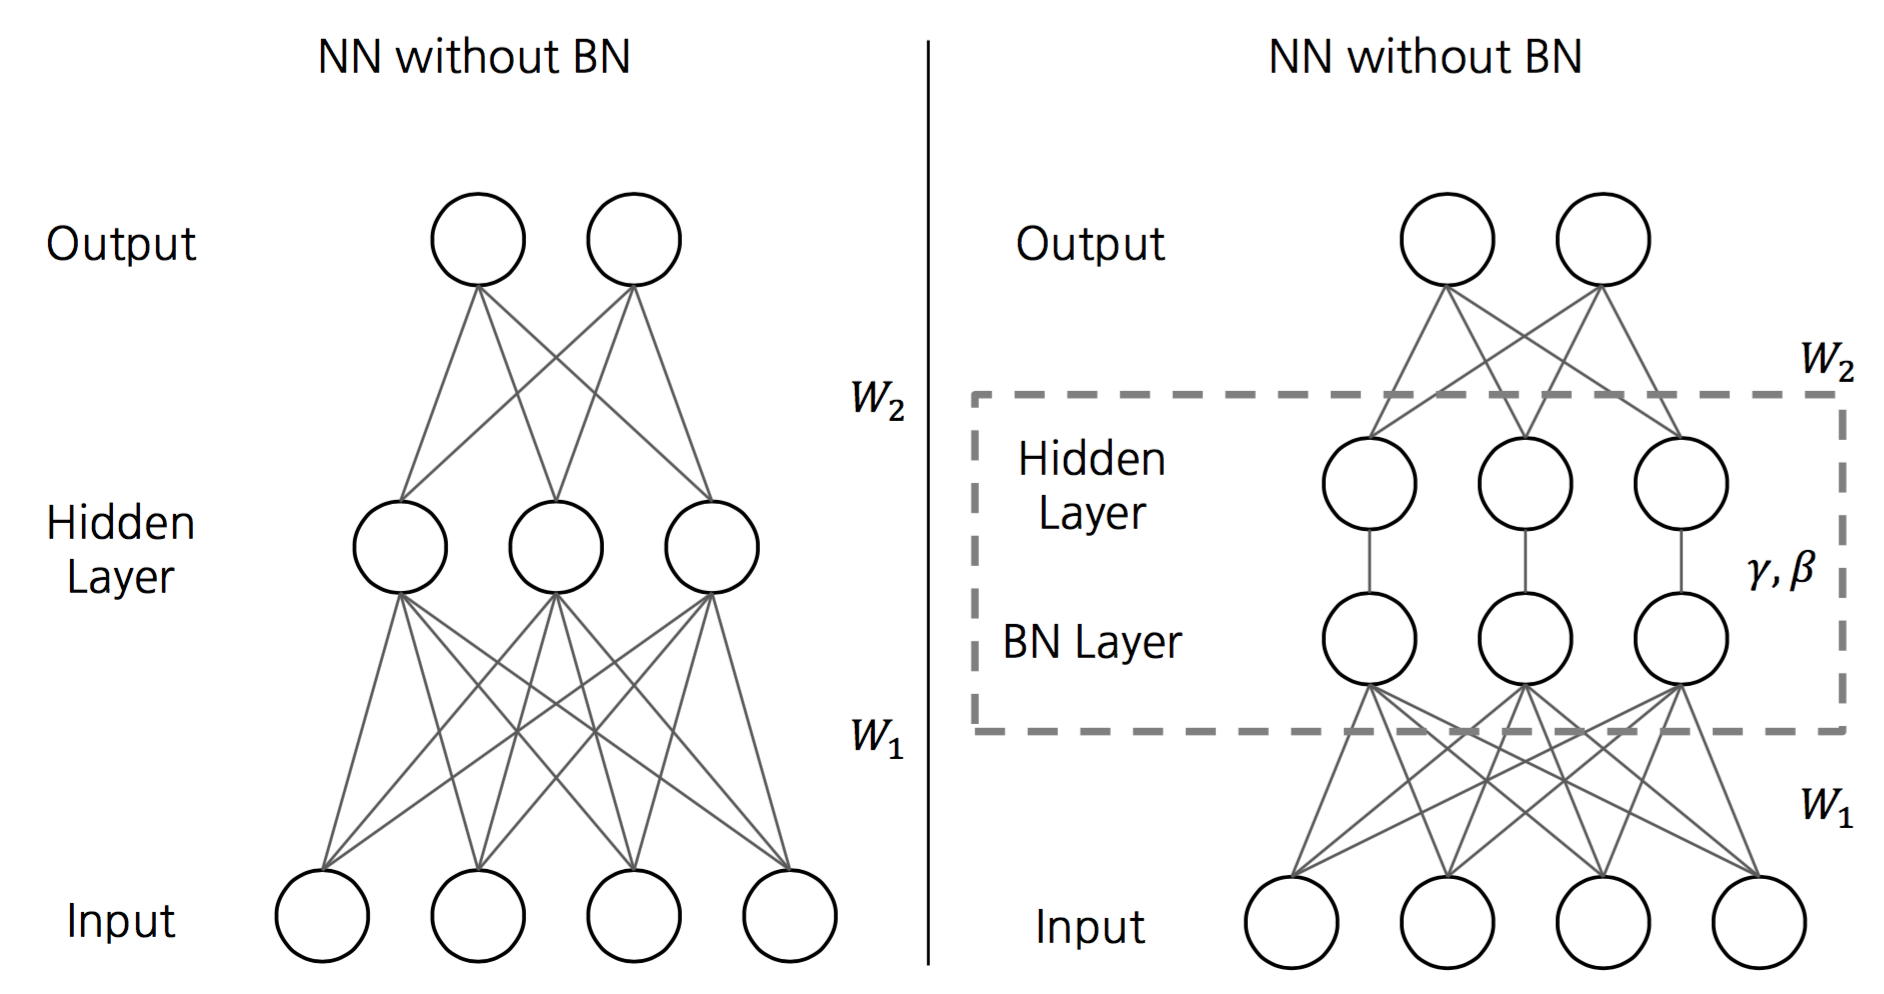 NN without BN
Output
W₂
Hidden
Layer
W₁
Input
NN without BN
Output
W₂
Hidden
Layer
γ, β
BN Layer
W₁
Input